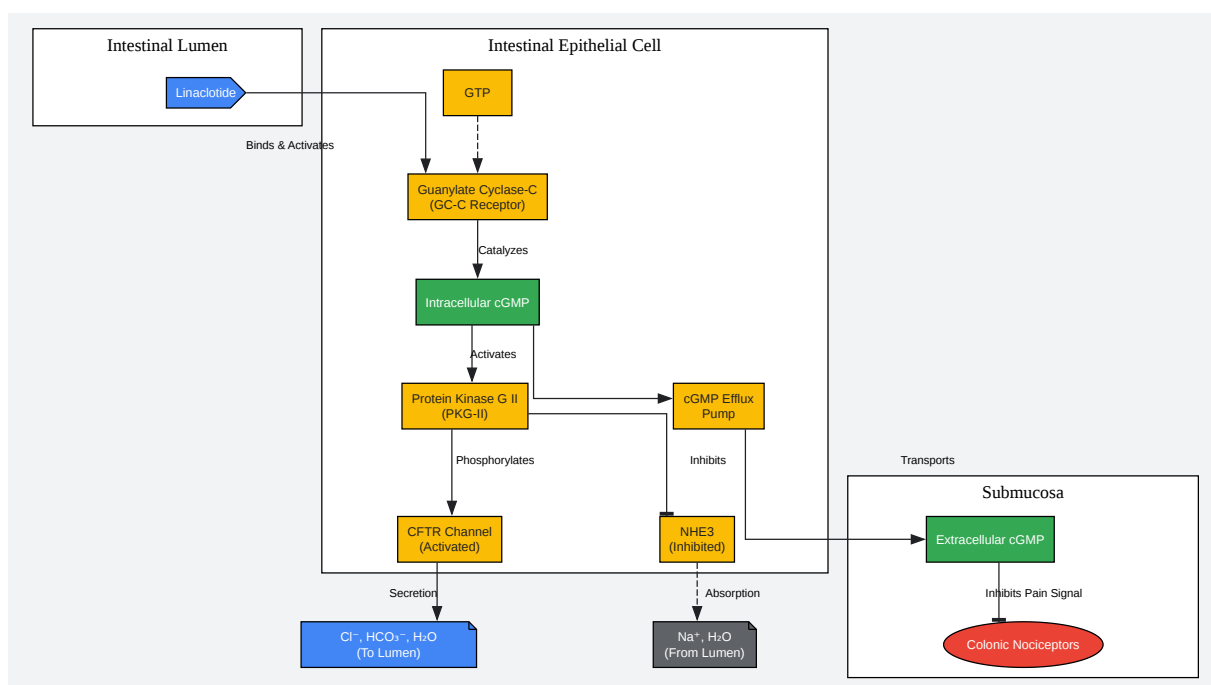 Intestinal Lumen
Intestinal Epithelial Cell
Linaclotide
GTP
Binds & Activates
Guanylate Cyclase-C
(GC-C Receptor)
Catalyzes
Intracellular cGMP
Activates
Protein Kinase G II
(PKG-II)
cGMP Efflux
Pump
Phosphorylates
Inhibits
Transports
Submucosa
CFTR Channel
(Activated)
NHE3
(Inhibited)
Extracellular cGMP
Secretion
Absorption
Inhibits Pain Signal
Cl⁻, HCO₃⁻, H₂O
(To Lumen)
Na⁺, H₂O
(From Lumen)
Colonic Nociceptors